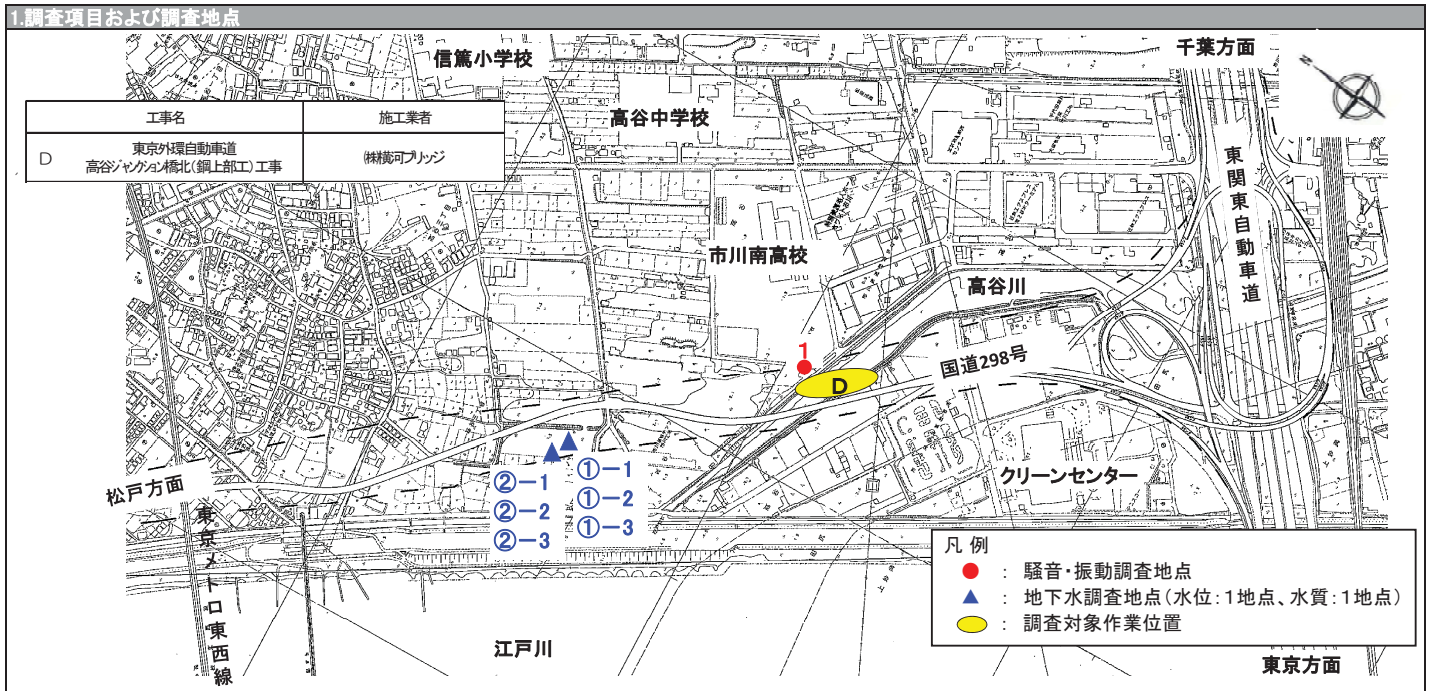 1.調査項目および調査地点
信篤小学校
千葉方面
工事名
施工業者
D
東京外環自動車道
高谷ジャンクション橋北(鋼上部工)工事
㈱横河ブリッジ
高谷中学校
東関東自動車道
市川南高校
高谷川
1
D
国道298号
クリーンセンター
松戸方面
東京メトロ東西線
②-1
②-2
②-3
①-1
①-2
①-3
江戸川
凡 例
● : 騒音・振動調査地点
▲ : 地下水調査地点(水位:1地点、水質:1地点)
: 調査対象作業位置
東京方面
N